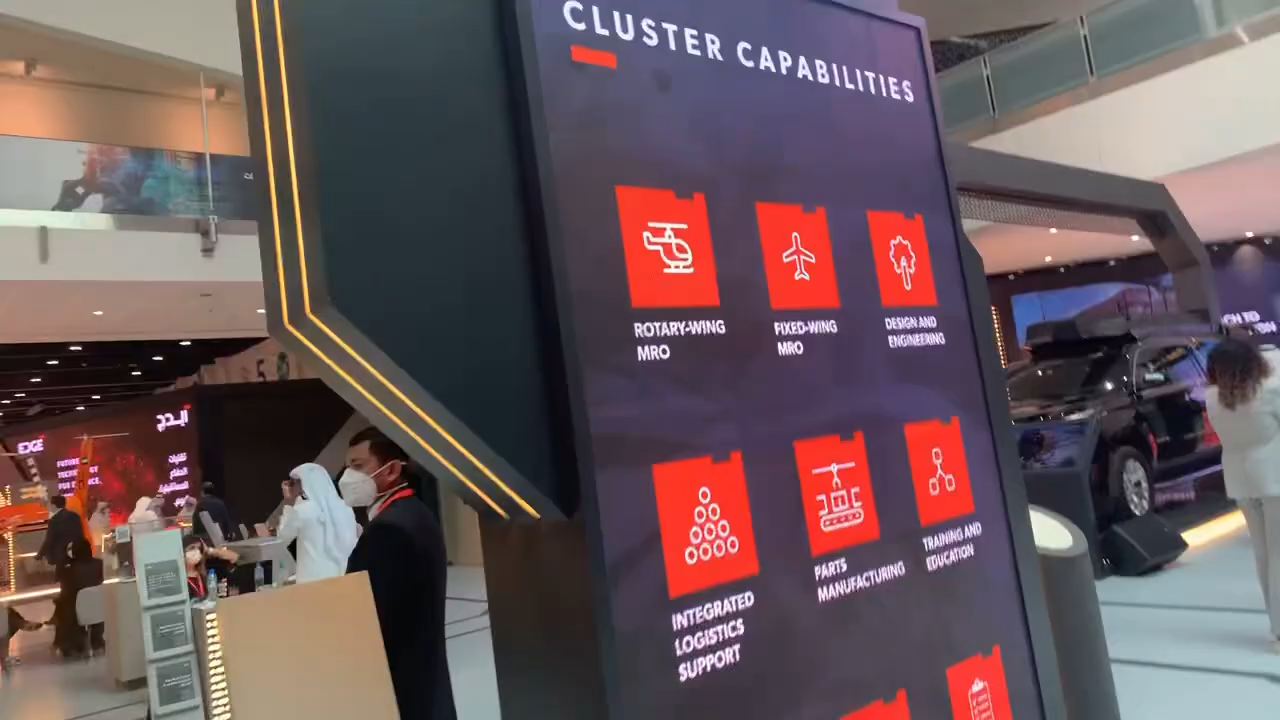 CLUSTER CAPABILITIES
ROTARY-WING
MRO
FIXED-WING
MRO
DESIGN AND
ENGINEERING
INTEGRATED
LOGISTICS
SUPPORT
PARTS
MANUFACTURING
TRAINING AND
EDUCATION
EDGE
ايدج